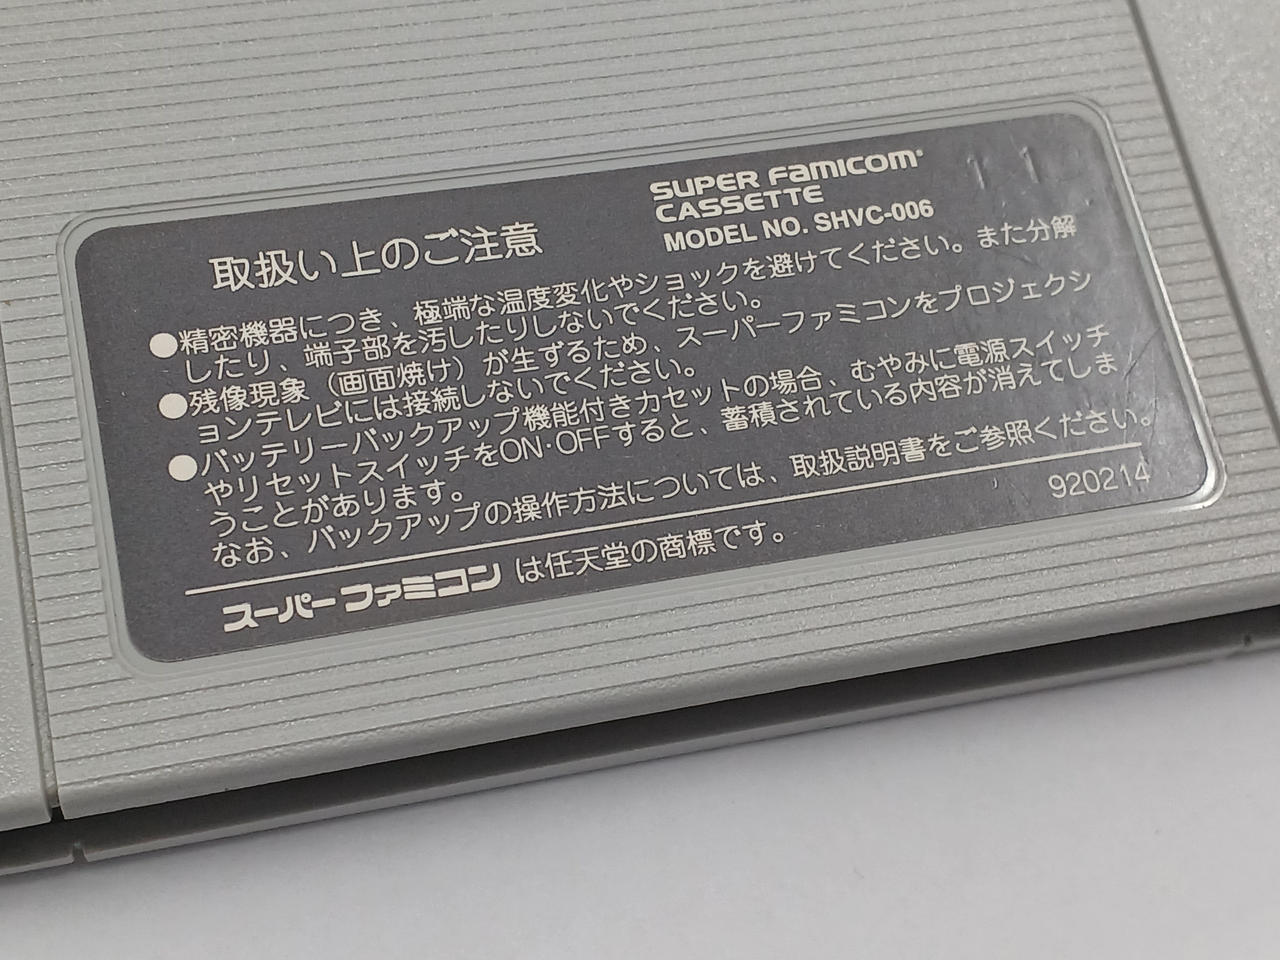 SUPER FAMICOM
CASSETTE
MODEL NO. SHVC-006
11
取扱い上のご注意
●精密機器につき、極端な温度変化やショックを避けてください。また分解
したり、端子部を汚したりしないでください。
●残像現象（画面焼け）が生ずるため、スーパーファミコンをプロジェクシ
ョンテレビには接続しないでください。
●バッテリーバックアップ機能付きカセットの場合、むやみに電源スイッチ
やリセットスイッチをON·OFFすると、蓄積されている内容が消えてしま
うことがあります。
なお、バックアップの操作方法については、取扱説明書をご参照ください。
920214
スーパーファミコン は任天堂の商標です。